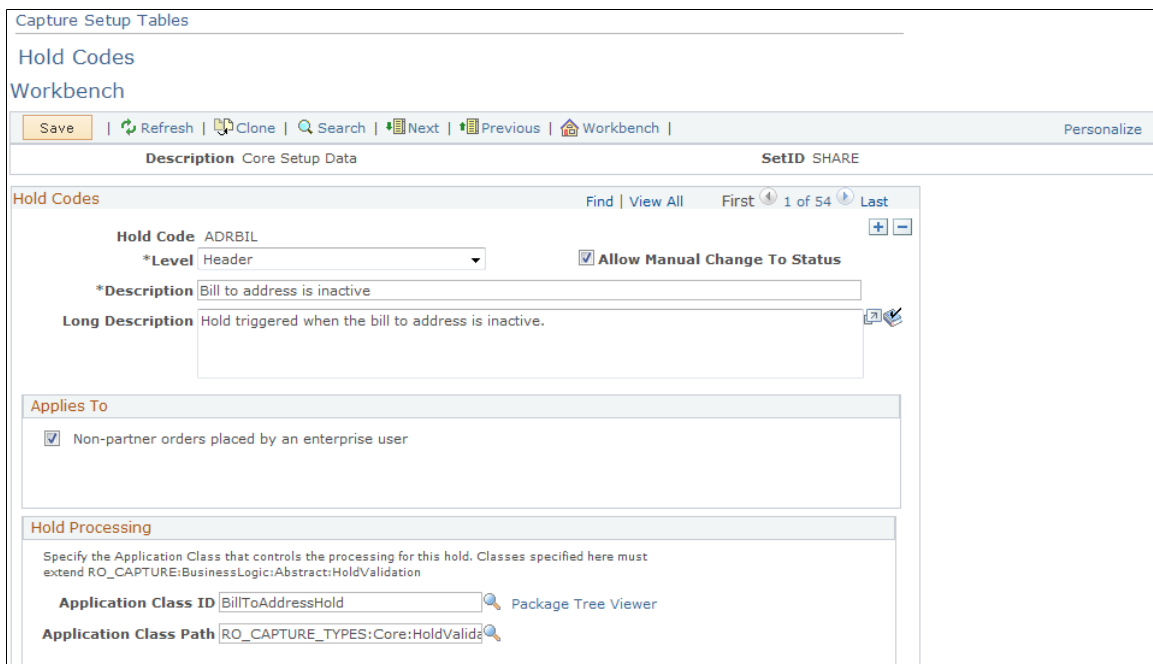 Capture Setup Tables
Hold Codes
Workbench
Save | Refresh | Clone | Search | Next | Previous | Workbench | Personalize
Description Core Setup Data SetID SHARE
Hold Codes Find | View All First 1 of 54 Last
Hold Code ADRBIL
*Level Header Allow Manual Change To Status
*Description Bill to address is inactive
Long Description Hold triggered when the bill to address is inactive.
Applies To
Non-partner orders placed by an enterprise user
Hold Processing
Specify the Application Class that controls the processing for this hold. Classes specified here must
extend RO_CAPTURE:BusinessLogic:Abstract:HoldValidation
Application Class ID BillToAddressHold Package Tree Viewer
Application Class Path RO_CAPTURE_TYPES:Core:HoldValida